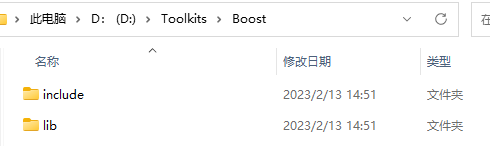 此电脑 > D: (D:) > Toolkits > Boost 在
名称 修改日期 类型
include 2023/2/13 14:51 文件夹
lib 2023/2/13 14:51 文件夹